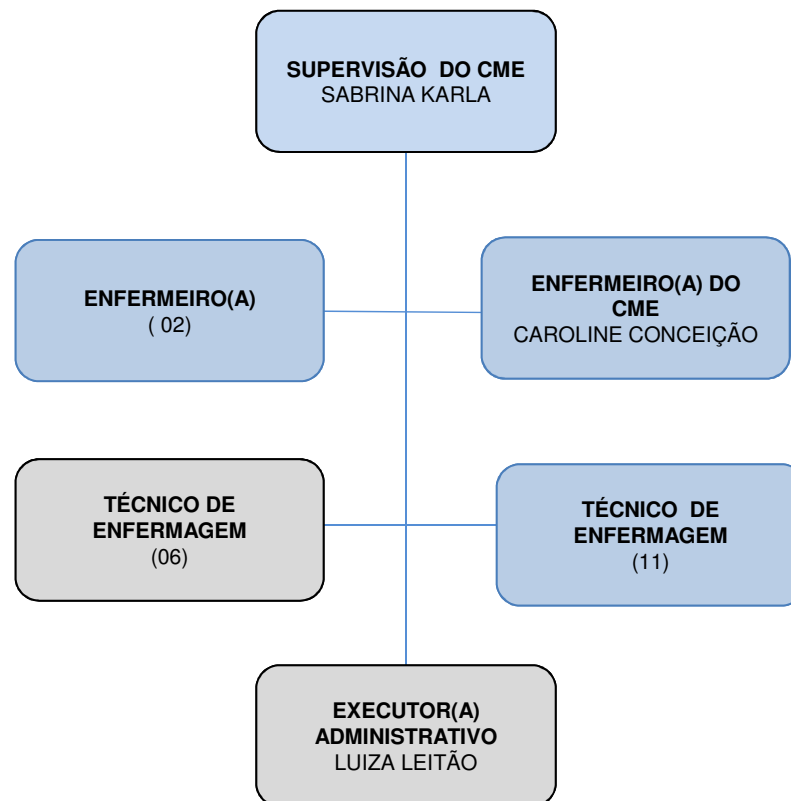 SUPERVISÃO DO CME
SABRINA KARLA
ENFERMEIRO(A)
( 02)
ENFERMEIRO(A) DO
CME
CAROLINE CONCEIÇÃO
TÉCNICO DE
ENFERMAGEM
(06)
TÉCNICO DE
ENFERMAGEM
(11)
EXECUTOR(A)
ADMINISTRATIVO
LUIZA LEITÃO